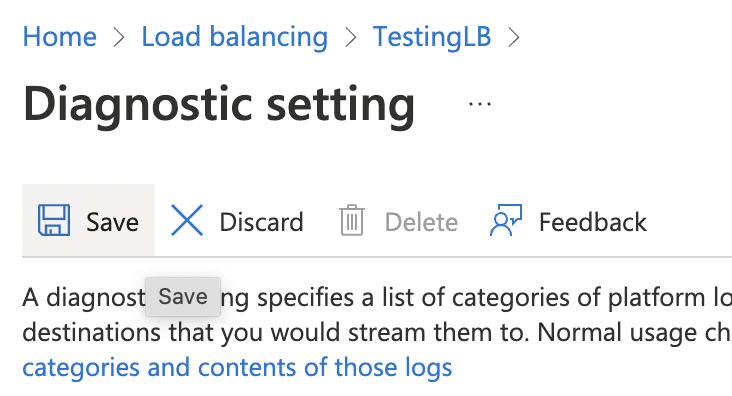 Home > Load balancing > TestingLB >
Diagnostic setting ...
Save Discard Delete Feedback
Save
A diagnost ng specifies a list of categories of platform lo
destinations that you would stream them to. Normal usage ch
categories and contents of those logs